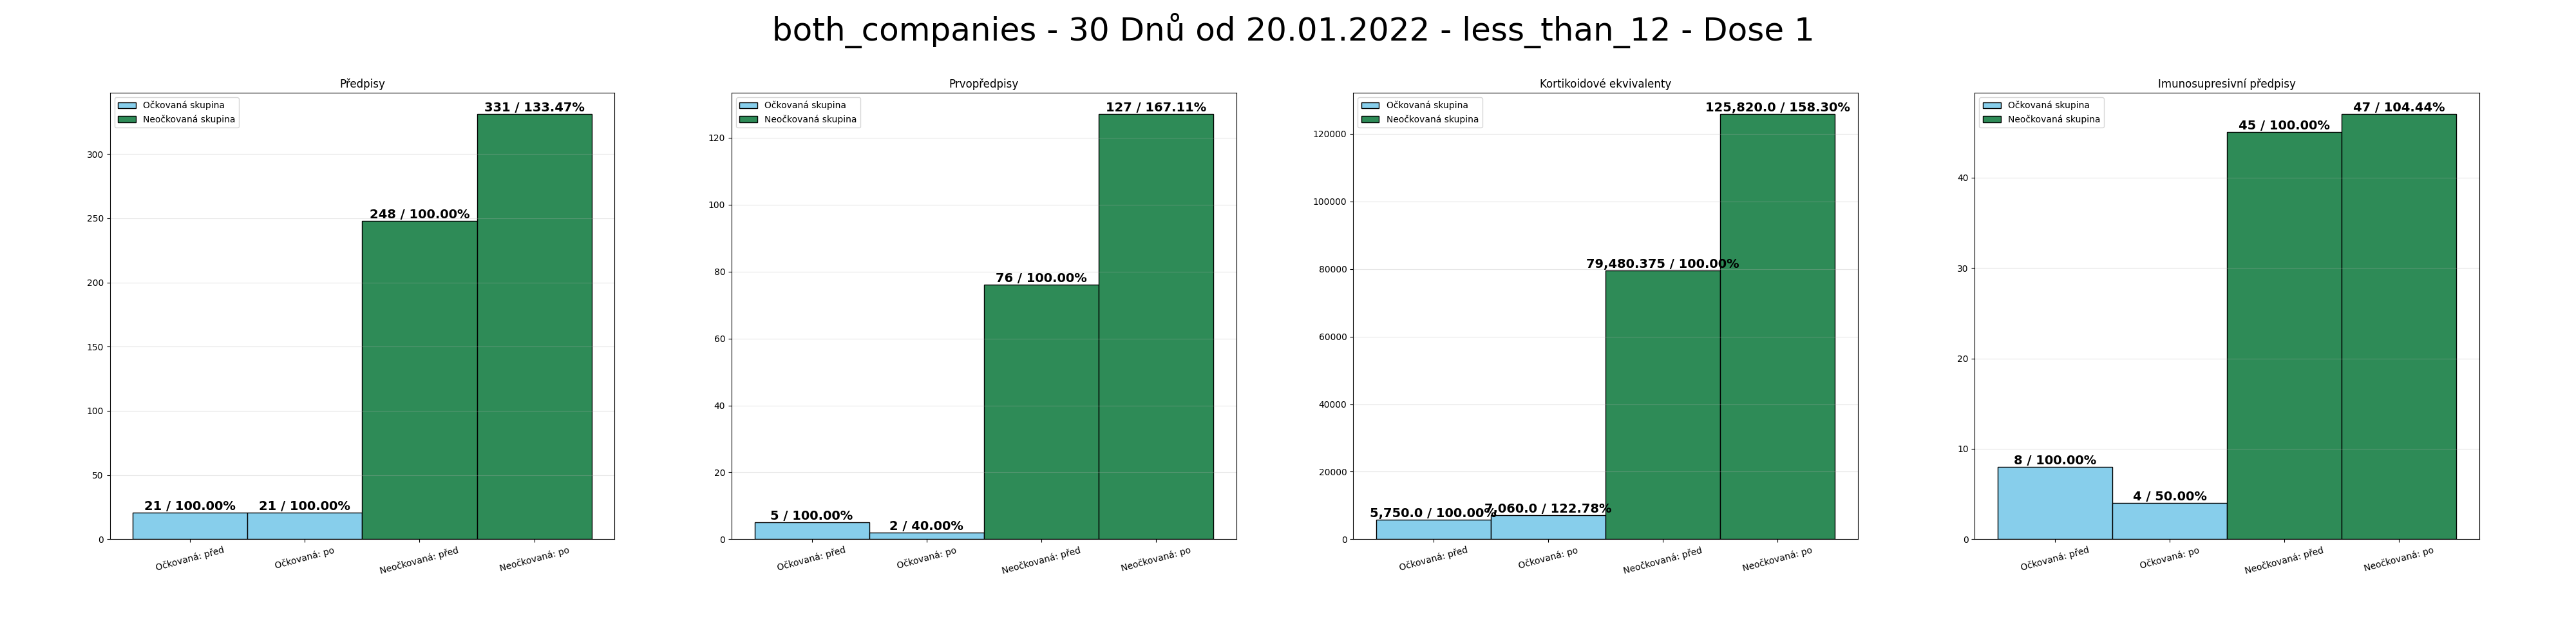 both_companies - 30 Dnů od 20.01.2022 - less_than_12 - Dose 1
Předpisy
Očkovaná skupina
Neočkovaná skupina
331 / 133.47%
248 / 100.00%
21 / 100.00%
21 / 100.00%
300
250
200
150
100
50
0
Očkovaná: před
Očkovaná: po
Neočkovaná: před
Neočkovaná: po
Prvopředpisy
Očkovaná skupina
Neočkovaná skupina
127 / 167.11%
76 / 100.00%
5 / 100.00%
2 / 40.00%
120
100
80
60
40
20
0
Očkovaná: před
Očkovaná: po
Neočkovaná: před
Neočkovaná: po
Kortikoidové ekvivalenty
Očkovaná skupina
Neočkovaná skupina
125,820.0 / 158.30%
79,480.375 / 100.00%
5,750.0 / 100.00%
7,060.0 / 122.78%
120000
100000
80000
60000
40000
20000
0
Očkovaná: před
Očkovaná: po
Neočkovaná: před
Neočkovaná: po
Imunosupresivní předpisy
Očkovaná skupina
Neočkovaná skupina
47 / 104.44%
45 / 100.00%
8 / 100.00%
4 / 50.00%
40
30
20
10
0
Očkovaná: před
Očkovaná: po
Neočkovaná: před
Neočkovaná: po